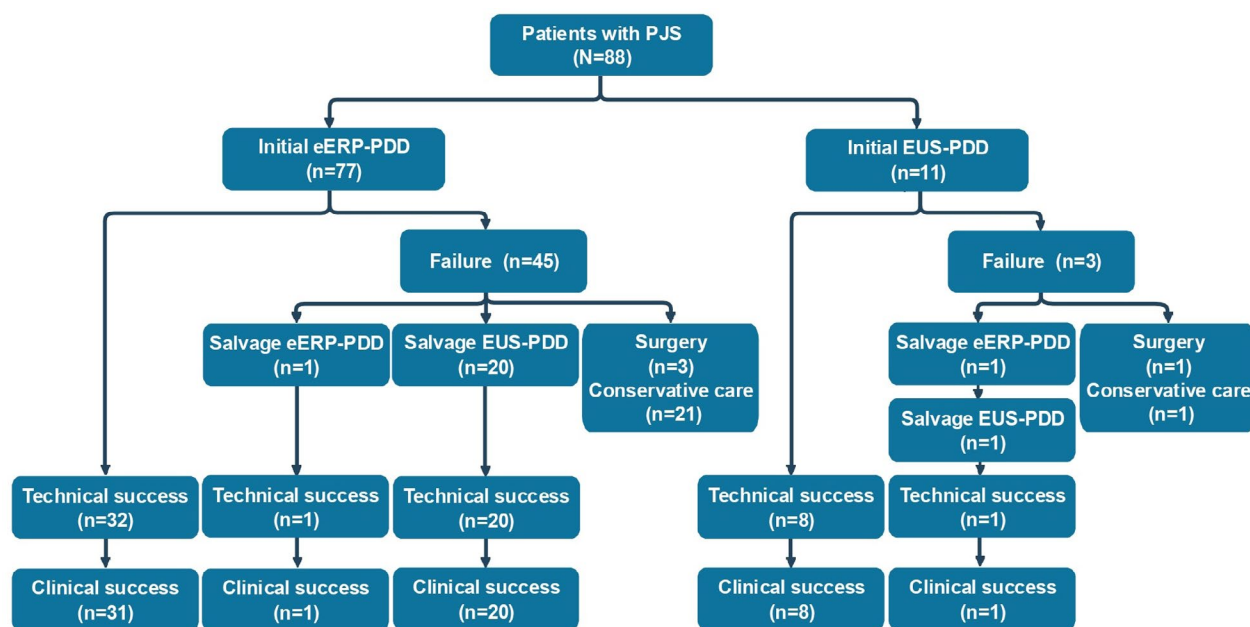 Patients with PJS
(N=88)
Initial eERP-PDD
(n=77)
Initial EUS-PDD
(n=11)
Failure (n=45)
Failure (n=3)
Salvage eERP-PDD
(n=1)
Salvage EUS-PDD
(n=20)
Surgery
(n=3)
Conservative care
(n=21)
Salvage eERP-PDD
(n=1)
Surgery
(n=1)
Conservative care
(n=1)
Salvage EUS-PDD
(n=1)
Technical success
(n=32)
Technical success
(n=1)
Technical success
(n=20)
Technical success
(n=8)
Technical success
(n=1)
Clinical success
(n=31)
Clinical success
(n=1)
Clinical success
(n=20)
Clinical success
(n=8)
Clinical success
(n=1)